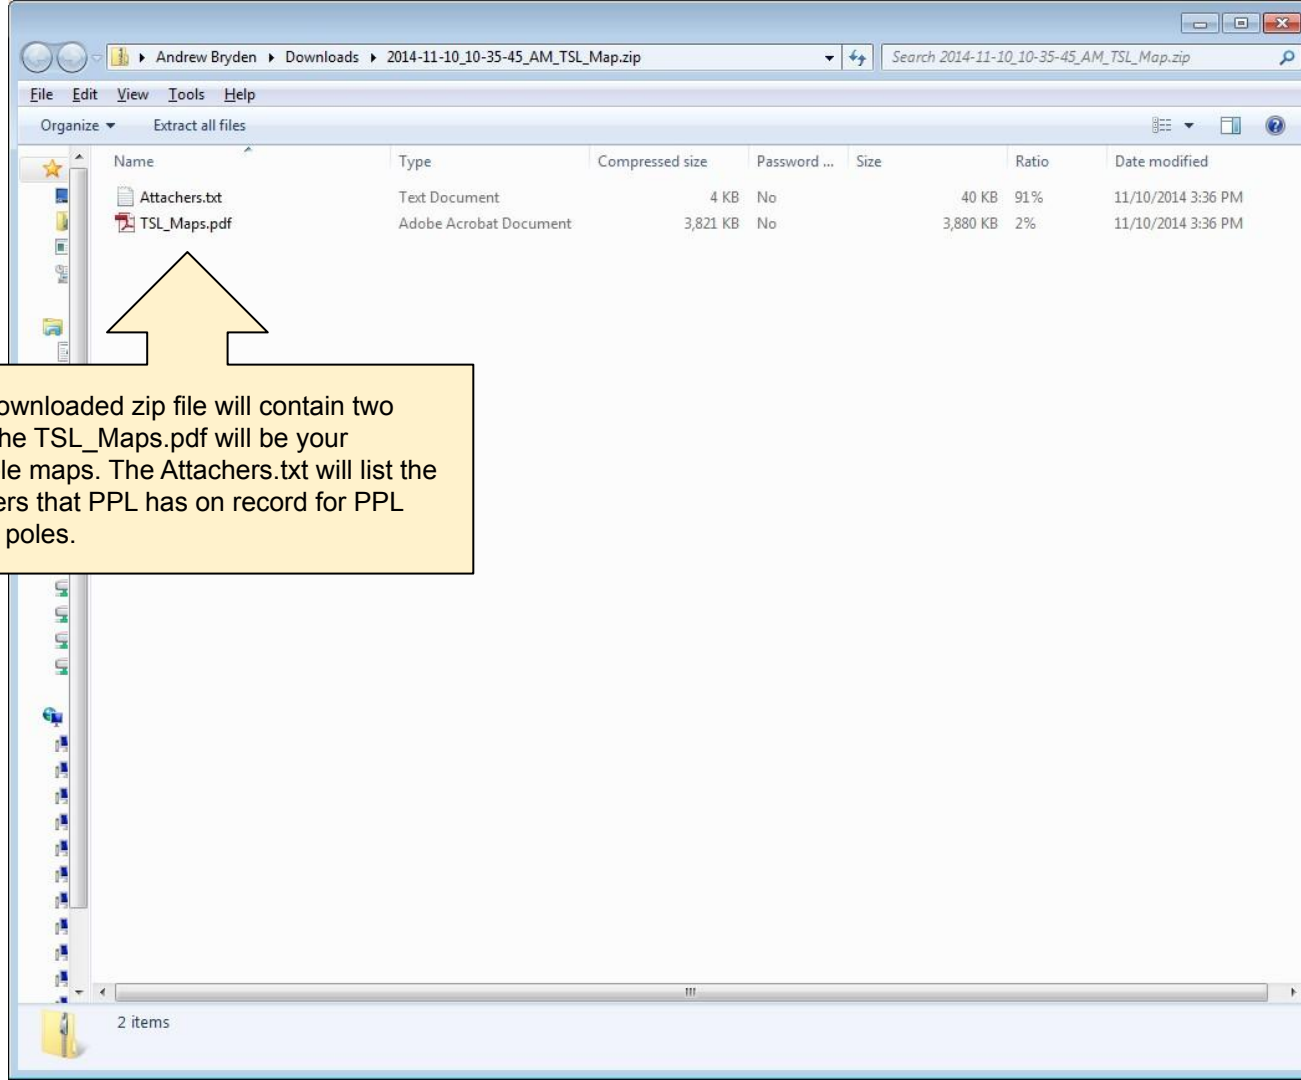 Andrew Bryden ▸ Downloads ▸ 2014-11-10_10-35-45_AM_TSL_Map.zip
Search 2014-11-10_10-35-45_AM_TSL_Map.zip
File Edit View Tools Help
Organize Extract all files
Name Type Compressed size Password ... Size Ratio Date modified
Attachers.txt Text Document 4 KB No 40 KB 91% 11/10/2014 3:36 PM
TSL_Maps.pdf Adobe Acrobat Document 3,821 KB No 3,880 KB 2% 11/10/2014 3:36 PM
ownloaded zip file will contain two
he TSL_Maps.pdf will be your
le maps. The Attachers.txt will list the
ers that PPL has on record for PPL
poles.
2 items